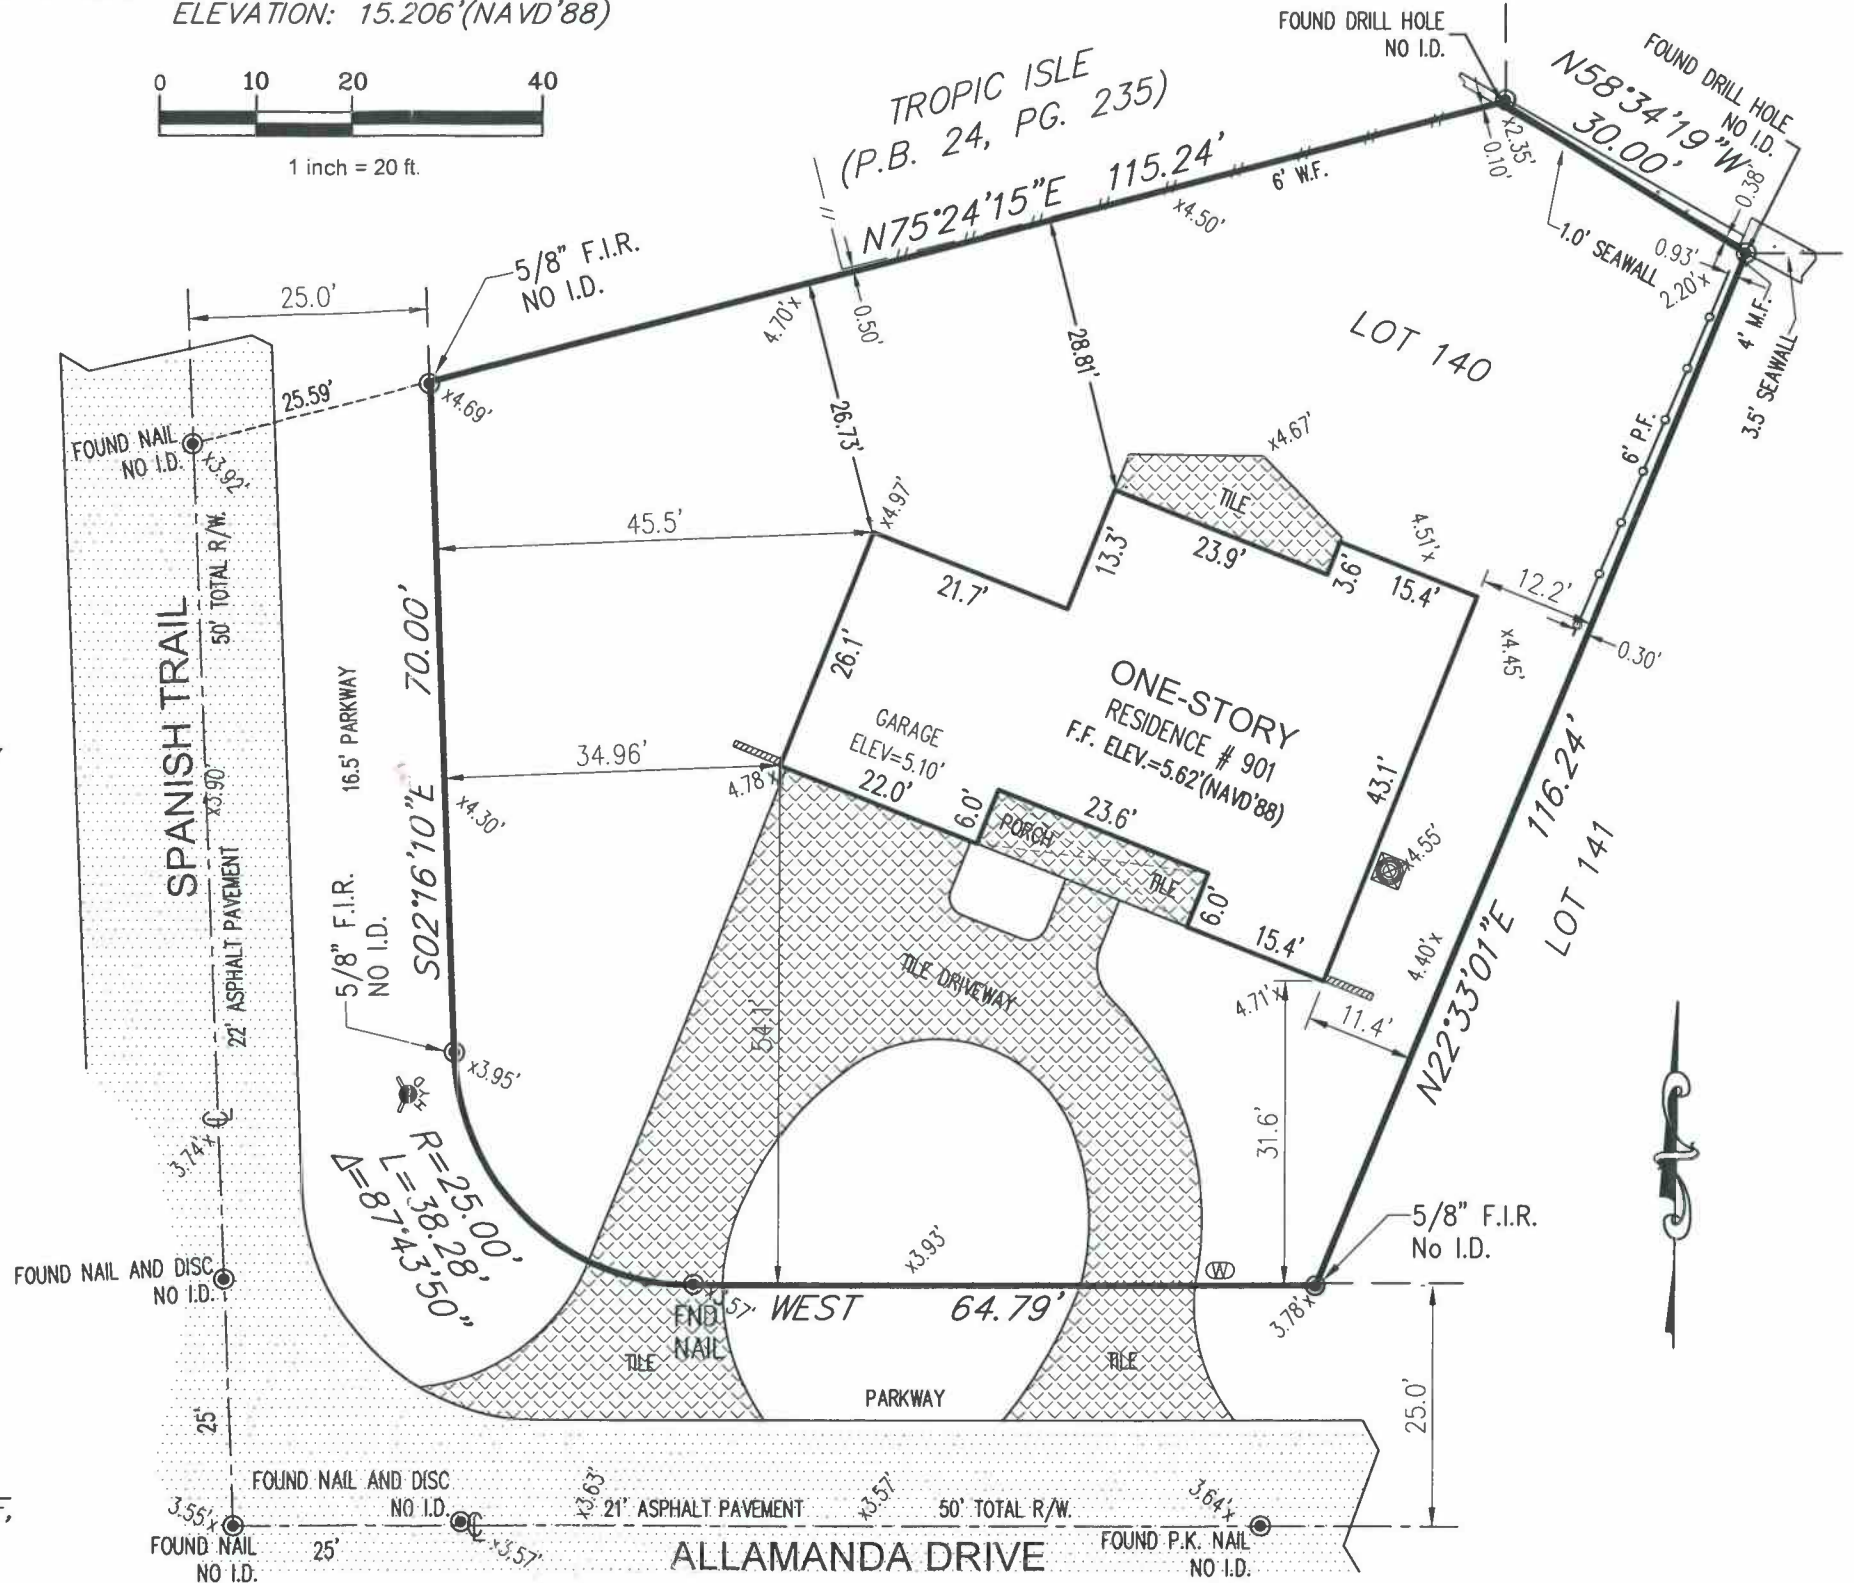 ELEVATION: 15.206'(NAVD'88)
0 10 20 40
1 inch = 20 ft.
FOUND DRILL HOLE
NO I.D.
FOUND DRILL HOLE
NO I.D.
N58°34'19"W
30.00'
TROPIC ISLE
(P.B. 24, PG. 235)
N75°24'15"E 115.24'
6' W.F.
x2.35'
0.10'
0.38'
1.0' SEAWALL
0.93'
2.20'x
4' M.F.
3.5' SEAWALL
x4.50'
5/8" F.I.R.
NO I.D.
25.0'
25.59'
x4.69'
4.70'x
0.50'
26.73'
28.81'
LOT 140
6' P.F.
FOUND NAIL
NO I.D.
x3.92'
50' TOTAL R/W.
45.5'
x4.97'
x4.67'
TILE
4.51'x
21.7'
13.3'
23.9'
3.6'
15.4'
12.2'
0.30'
x4.45'
SPANISH TRAIL
16.5' PARKWAY
70.00'
S02°16'10"E
26.1'
ONE-STORY
RESIDENCE # 901
F.F. ELEV.=5.62'(NAVD'88)
GARAGE
ELEV=5.10'
34.96'
4.78'x
22.0'
6.0'
23.6'
PORCH
TILE
6.0'
43.1'
x4.55'
116.24'
LOT 141
N22°33'01"E
x3.90'
x4.30'
22' ASPHALT PAVEMENT
5/8" F.I.R.
NO I.D.
15.4'
4.40'x
4.71'x
11.4'
TILE DRIVEWAY
54.1'
31.6'
x3.95'
HYD
R=25.00'
L=38.28'
Δ=87°43'50"
3.74'x
℄
x3.93'
W
5/8" F.I.R.
No I.D.
FOUND NAIL AND DISC
NO I.D.
FND
NAIL
WEST 64.79'
3.78'x
TILE
TILE
PARKWAY
25.0'
25'
FOUND NAIL AND DISC
NO I.D.
℄
x3.57'
x3.63'
21' ASPHALT PAVEMENT
x3.57'
50' TOTAL R/W.
3.64'x
3.55'x
FOUND NAIL
NO I.D.
25'
ALLAMANDA DRIVE
FOUND P.K. NAIL
NO I.D.